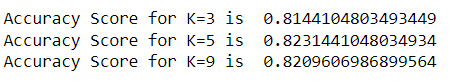 Accuracy Score for K=3 is  0.8144104803493449
Accuracy Score for K=5 is  0.8231441048034934
Accuracy Score for K=9 is  0.8209606986899564